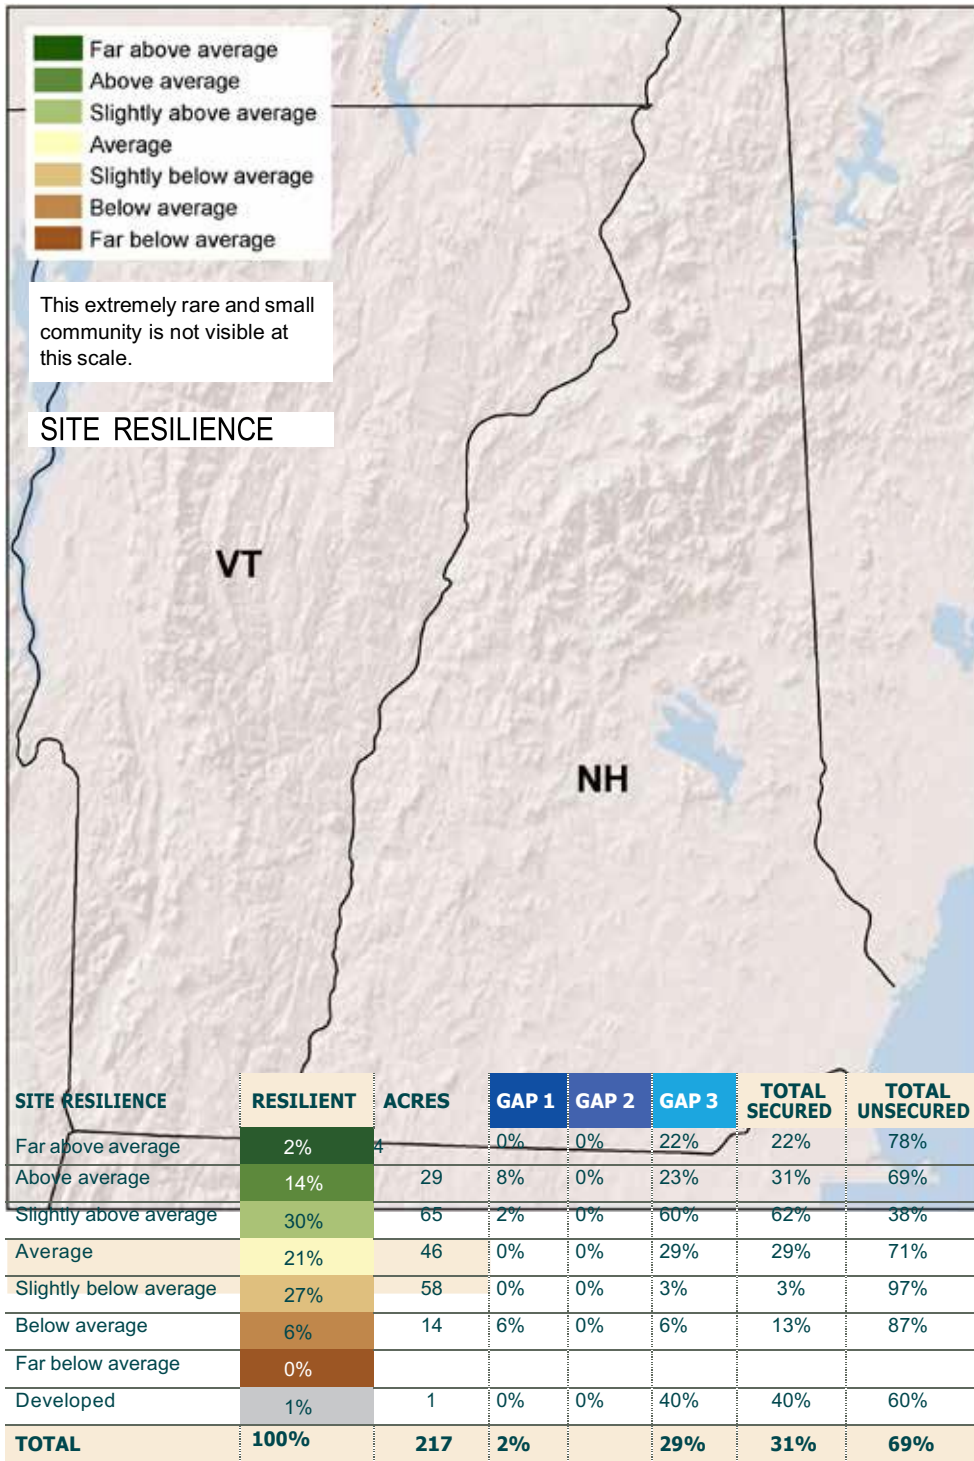 Far above average
Above average
Slightly above average
Average
Slightly below average
Below average
Far below average
This extremely rare and small
community is not visible at
this scale.
SITE RESILIENCE
VT
NH
SITE RESILIENCE RESILIENT ACRES GAP 1 GAP 2 GAP 3 TOTAL SECURED TOTAL UNSECURED
Far above average 2% 4 0% 0% 22% 22% 78%
Above average 14% 29 8% 0% 23% 31% 69%
Slightly above average 30% 65 2% 0% 60% 62% 38%
Average 21% 46 0% 0% 29% 29% 71%
Slightly below average 27% 58 0% 0% 3% 3% 97%
Below average 6% 14 6% 0% 6% 13% 87%
Far below average 0%
Developed 1% 1 0% 0% 40% 40% 60%
TOTAL 100% 217 2% 29% 31% 69%